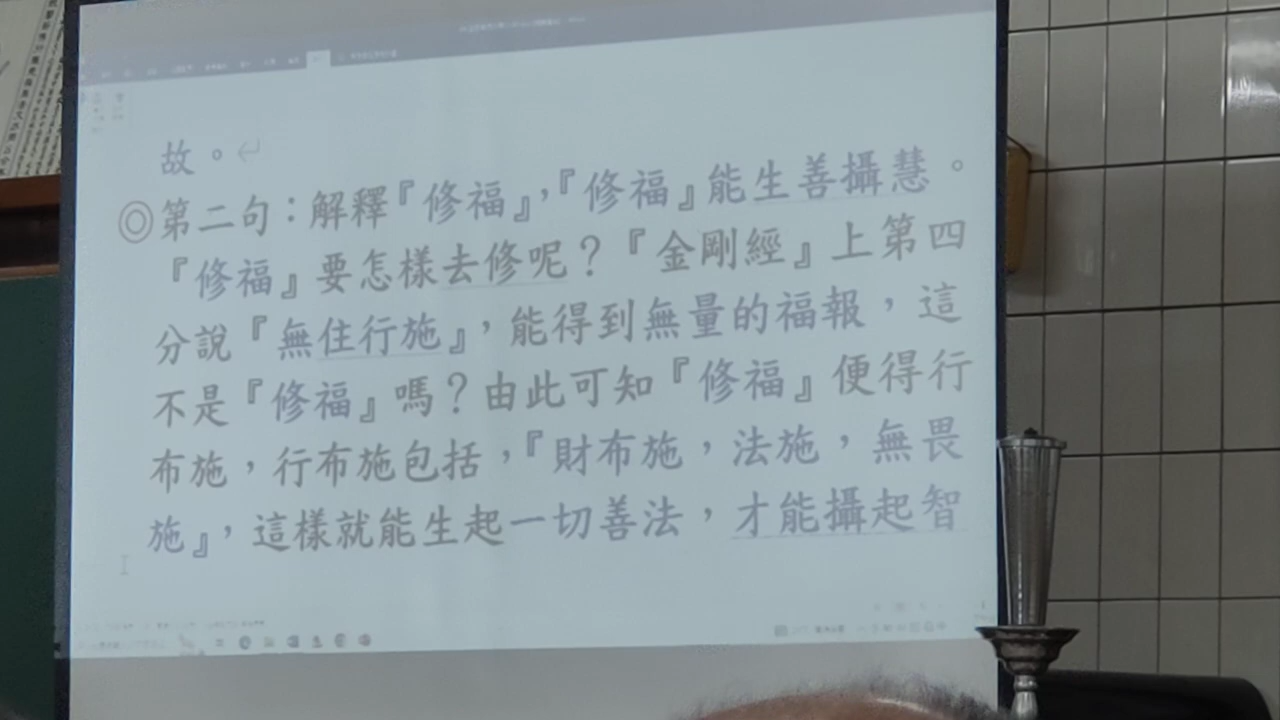 故。↵
◎第二句：解釋『修福』，『修福』能生善攝慧。
『修福』要怎樣去修呢？『金剛經』上第四
分說『無住行施』，能得到無量的福報，這
不是『修福』嗎？由此可知『修福』便得行
布施，行布施包括，『財布施，法施，無畏
施』，這樣就能生起一切善法，才能攝起智